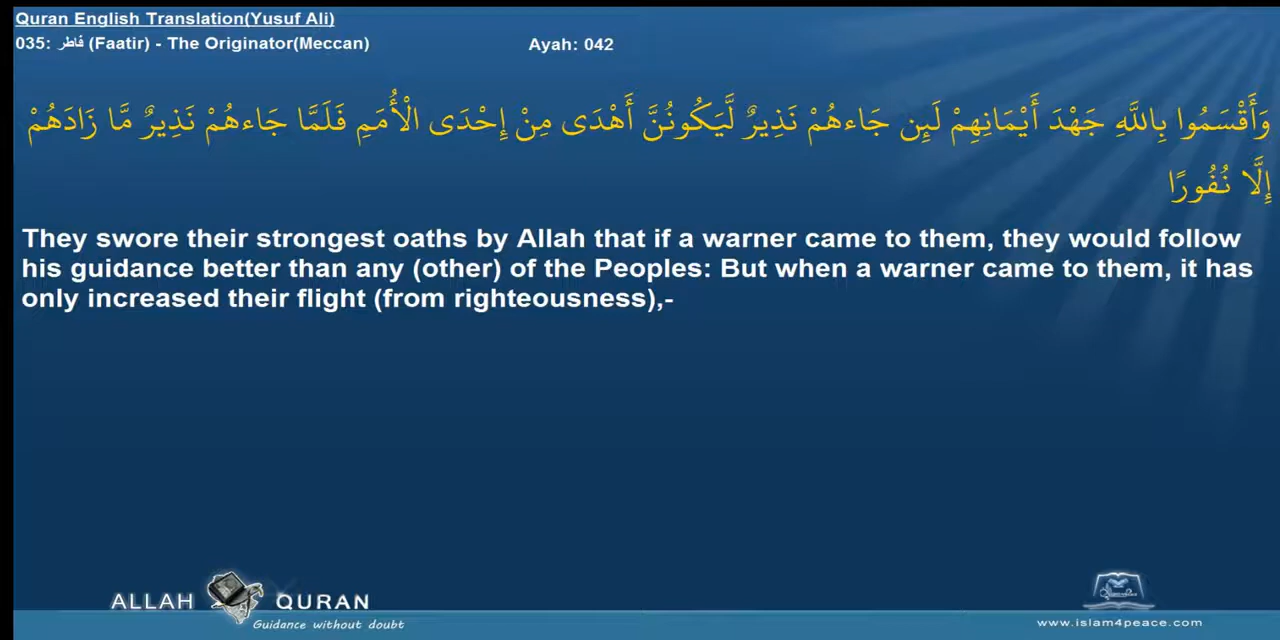 Quran English Translation(Yusuf Ali)
035: فاطر (Faatir) - The Originator(Meccan)
Ayah: 042
وَأَقْسَمُوا بِاللَّهِ جَهْدَ أَيْمَانِهِمْ لَئِن جَاءهُمْ نَذِيرٌ لَّيَكُونُنَّ أَهْدَى مِنْ إِحْدَى الْأُمَمِ فَلَمَّا جَاءهُمْ نَذِيرٌ مَّا زَادَهُمْ
إِلَّا نُفُورًا
They swore their strongest oaths by Allah that if a warner came to them, they would follow
his guidance better than any (other) of the Peoples: But when a warner came to them, it has
only increased their flight (from righteousness),-
ALLAH QURAN
Guidance without doubt
www.islam4peace.com